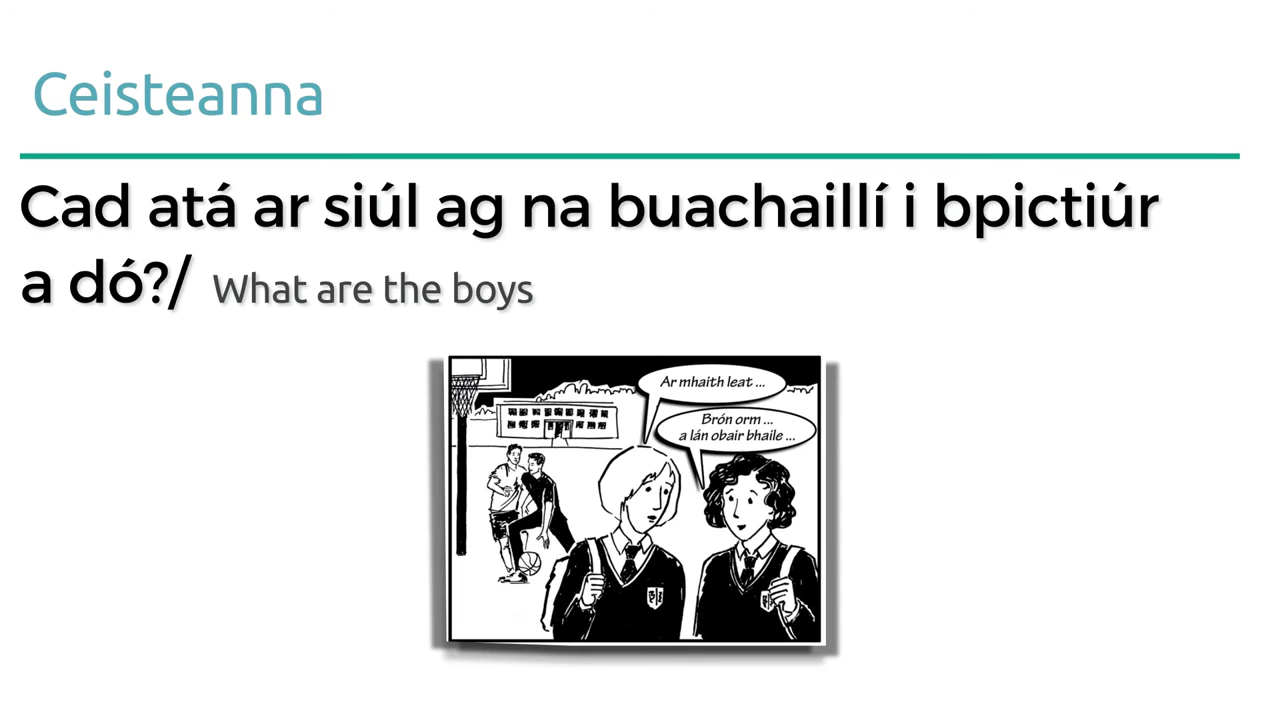 Ceisteanna
Cad atá ar siúl ag na buachaillí i bpictiúr
a dó?/ What are the boys
Ar mhaith leat ...
Brón orm ...
a lán obair bhaile ...